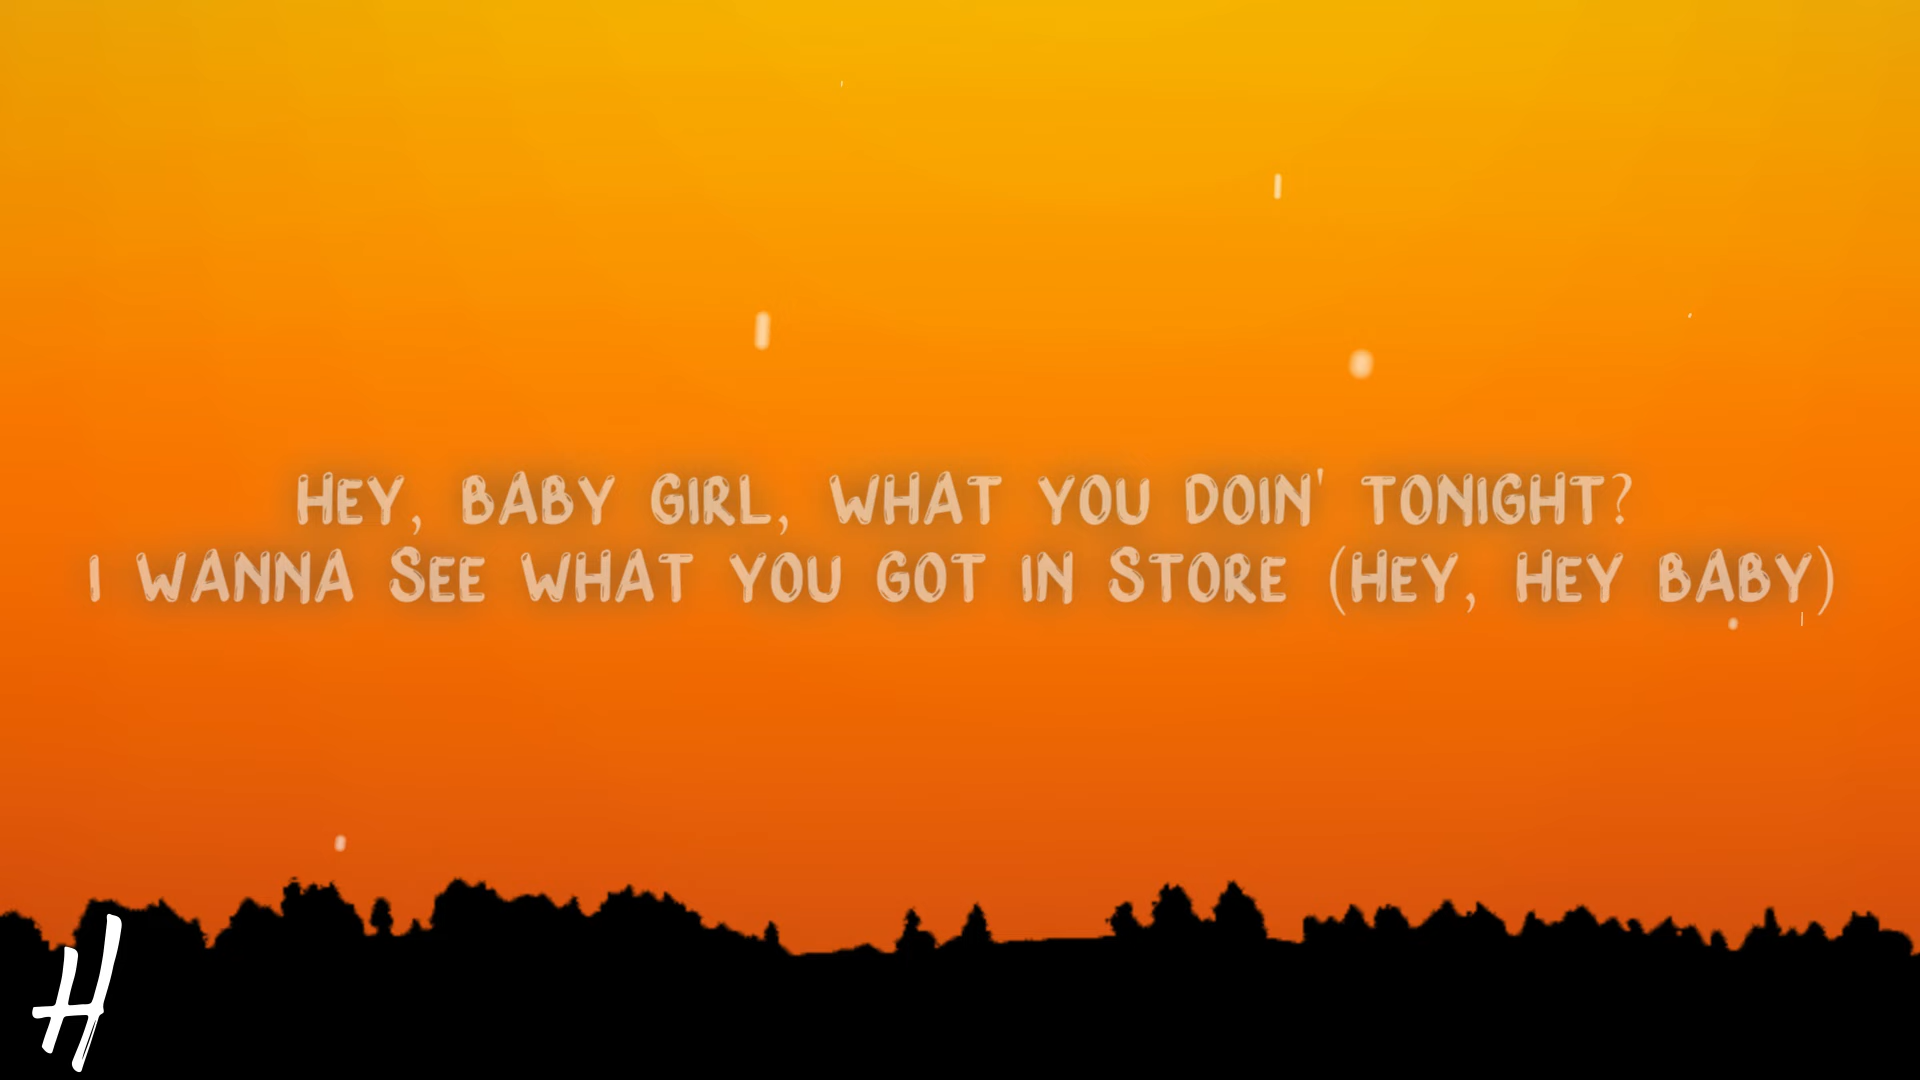 HEY, BABY GIRL, WHAT YOU DOIN' TONIGHT?
I WANNA SEE WHAT YOU GOT IN STORE (HEY, HEY BABY)
H